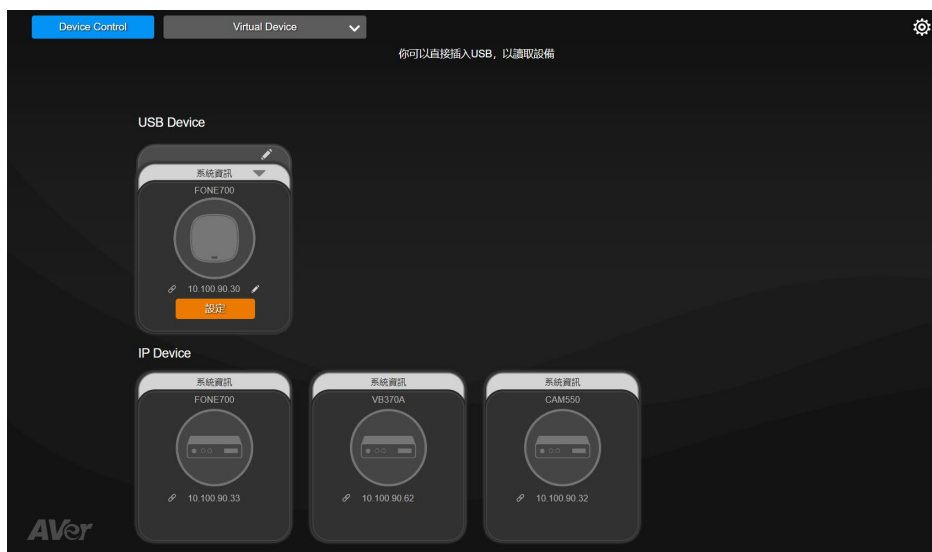 Device Control
Virtual Device
你可以直接插入USB，以讀取設備
USB Device
系統資訊
FONE700
10.100.90.30
設定
IP Device
系統資訊
FONE700
10.100.90.33
系統資訊
VB370A
10.100.90.62
系統資訊
CAM550
10.100.90.32
AVer